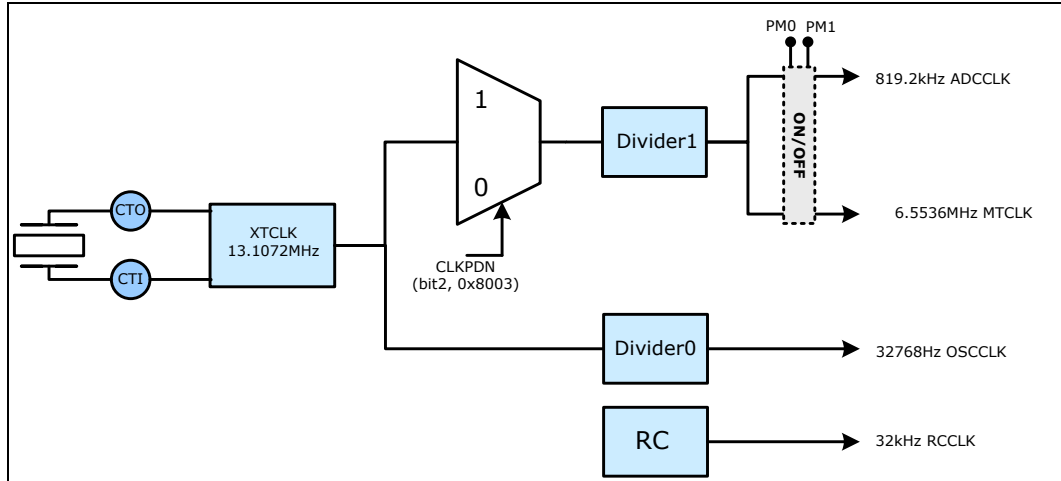 PM0 PM1
819.2kHz ADCCLK
1
ON/OFF
Divider1
0
CTO
6.5536MHz MTCLK
XTCLK
13.1072MHz
CTI
CLKPDN
(bit2, 0x8003)
Divider0
32768Hz OSCCLK
RC
32kHz RCCLK